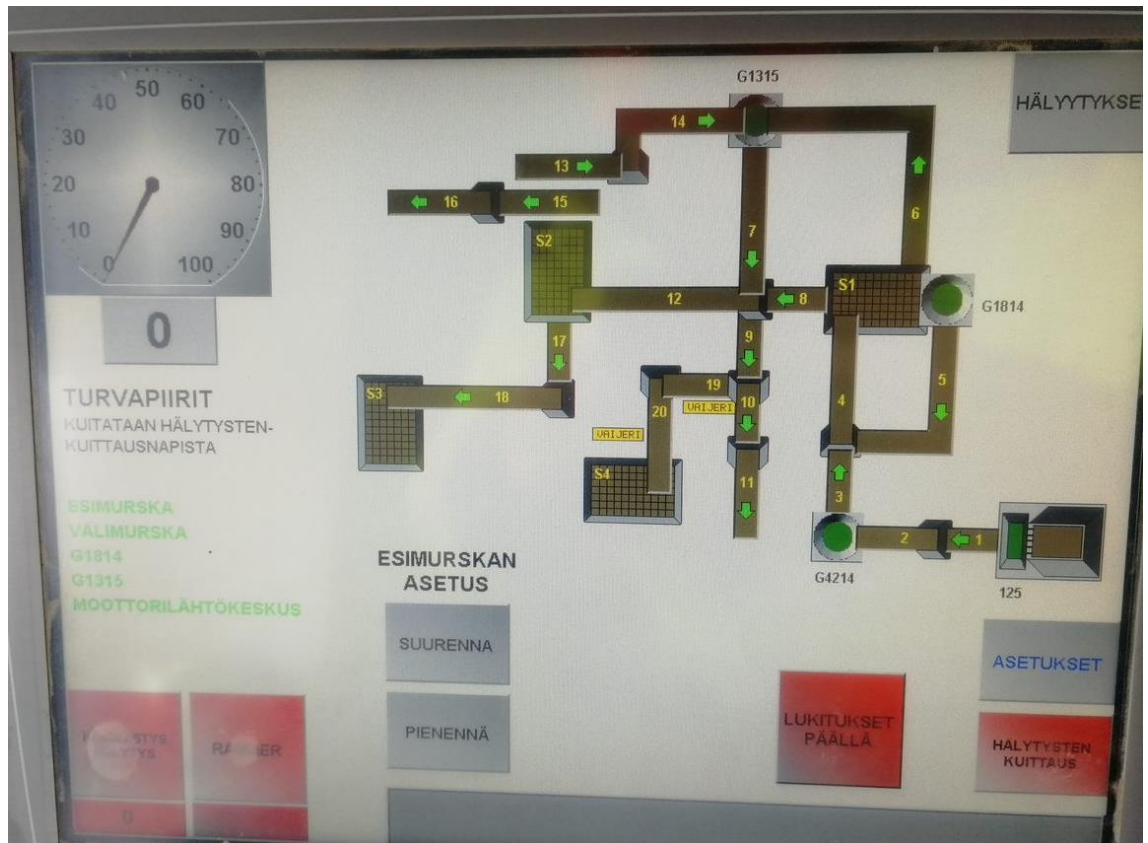 50
40
60
30
70
20
80
10
90
0
100
0
TURVAPIIRIT
KUITATAAN HÄLYTYSTEN-
KUITTAUSNAPISTA
ESIMURSKA
VÄLIMURSKA
G1814
G1315
MOOTTORILÄHTÖKESKUS
0
ESIMURSKAN
ASETUS
SUURENNA
PIENENNÄ
G1315
14
13
16
15
6
S2
7
S1
12
8
G1814
17
9
5
S3
18
19
20
10
4
VAIJERI
VAIJERI
S4
11
3
2
1
G4214
125
HÄLYYTYKSE
ASETUKSET
LUKITUKSET
PÄÄLLÄ
HÄLYTYSTEN
KUITTAUS